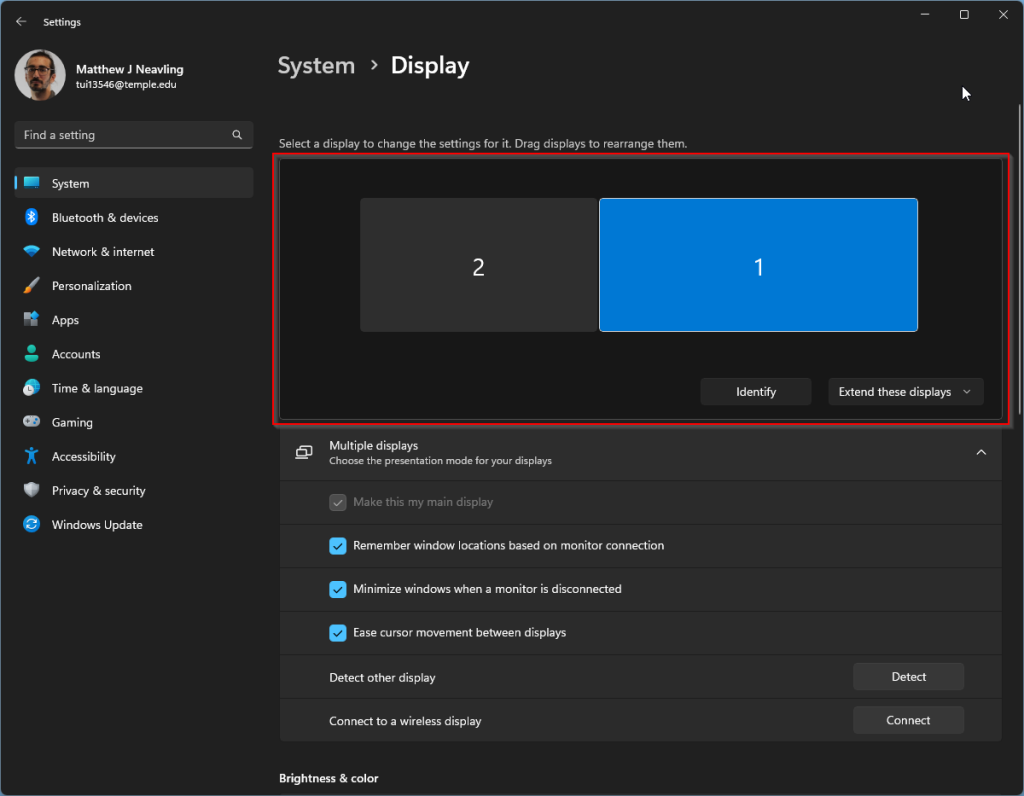 Settings
Matthew J Neavling
tui13546@temple.edu
Find a setting
System
Bluetooth & devices
Network & internet
Personalization
Apps
Accounts
Time & language
Gaming
Accessibility
Privacy & security
Windows Update
System > Display
Select a display to change the settings for it. Drag displays to rearrange them.
2 1
Identify Extend these displays
Multiple displays
Choose the presentation mode for your displays
Make this my main display
Remember window locations based on monitor connection
Minimize windows when a monitor is disconnected
Ease cursor movement between displays
Detect other display Detect
Connect to a wireless display Connect
Brightness & color